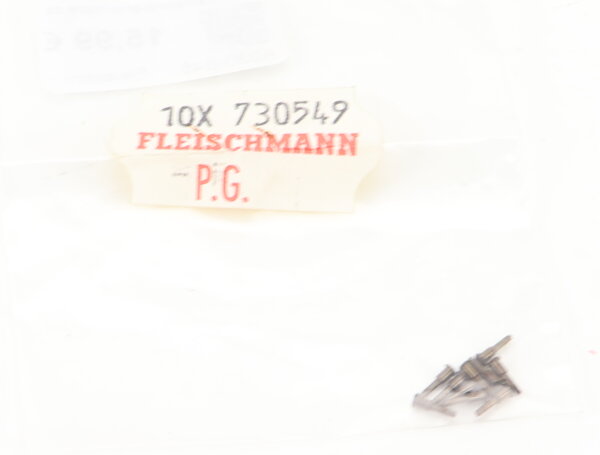 10X 730549
FLEISCHMANN
P.G.